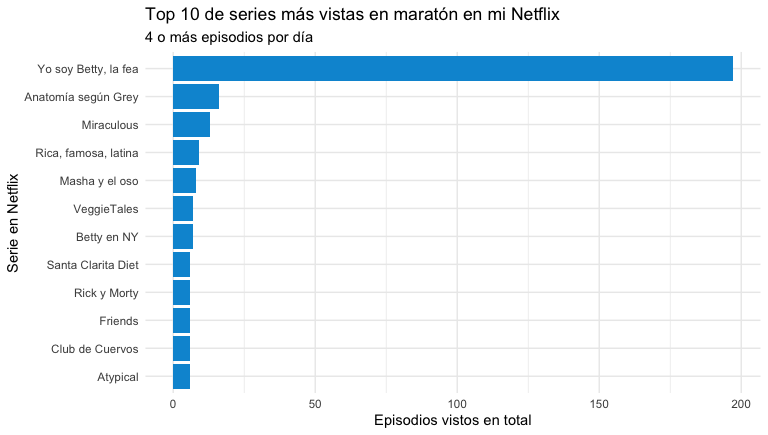 Top 10 de series más vistas en maratón en mi Netflix
4 o más episodios por día
Serie en Netflix
Yo soy Betty, la fea
Anatomía según Grey
Miraculous
Rica, famosa, latina
Masha y el oso
VeggieTales
Betty en NY
Santa Clarita Diet
Rick y Morty
Friends
Club de Cuervos
Atypical
0 50 100 150 200
Episodios vistos en total